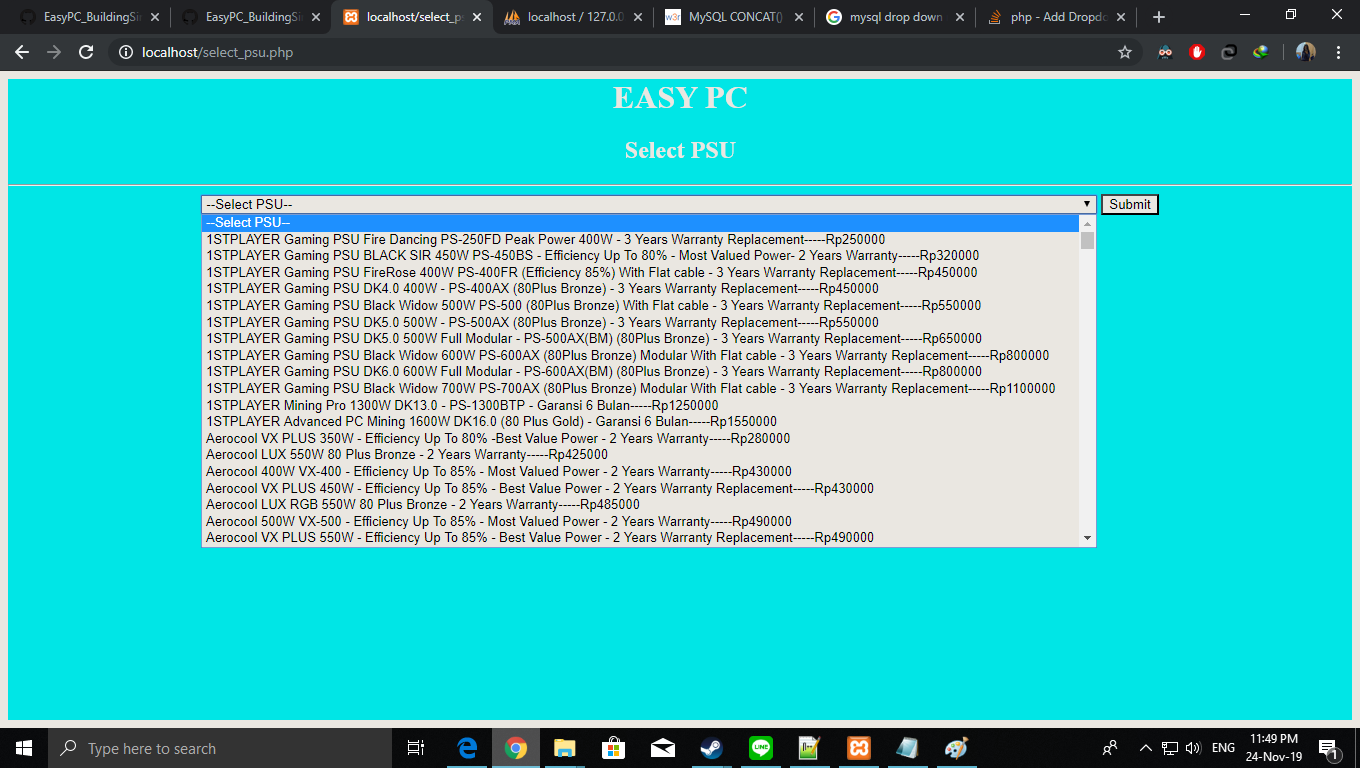 EasyPC_BuildingSi
EasyPC_BuildingSi
localhost/select_ps
localhost / 127.0.0
w3r
MySQL CONCAT()
mysql drop down
php - Add Dropdo
localhost/select_psu.php
EASY PC
Select PSU
--Select PSU--
Submit
--Select PSU--
1STPLAYER Gaming PSU Fire Dancing PS-250FD Peak Power 400W - 3 Years Warranty Replacement-----Rp250000
1STPLAYER Gaming PSU BLACK SIR 450W PS-450BS - Efficiency Up To 80% - Most Valued Power- 2 Years Warranty-----Rp320000
1STPLAYER Gaming PSU FireRose 400W PS-400FR (Efficiency 85%) With Flat cable - 3 Years Warranty Replacement-----Rp450000
1STPLAYER Gaming PSU DK4.0 400W - PS-400AX (80Plus Bronze) - 3 Years Warranty Replacement-----Rp450000
1STPLAYER Gaming PSU Black Widow 500W PS-500 (80Plus Bronze) With Flat cable - 3 Years Warranty Replacement-----Rp550000
1STPLAYER Gaming PSU DK5.0 500W - PS-500AX (80Plus Bronze) - 3 Years Warranty Replacement-----Rp550000
1STPLAYER Gaming PSU DK5.0 500W Full Modular - PS-500AX(BM) (80Plus Bronze) - 3 Years Warranty Replacement-----Rp650000
1STPLAYER Gaming PSU Black Widow 600W PS-600AX (80Plus Bronze) Modular With Flat cable - 3 Years Warranty Replacement-----Rp800000
1STPLAYER Gaming PSU DK6.0 600W Full Modular - PS-600AX(BM) (80Plus Bronze) - 3 Years Warranty Replacement-----Rp800000
1STPLAYER Gaming PSU Black Widow 700W PS-700AX (80Plus Bronze) Modular With Flat cable - 3 Years Warranty Replacement-----Rp1100000
1STPLAYER Mining Pro 1300W DK13.0 - PS-1300BTP - Garansi 6 Bulan-----Rp1250000
1STPLAYER Advanced PC Mining 1600W DK16.0 (80 Plus Gold) - Garansi 6 Bulan-----Rp1550000
Aerocool VX PLUS 350W - Efficiency Up To 80% -Best Value Power - 2 Years Warranty-----Rp280000
Aerocool LUX 550W 80 Plus Bronze - 2 Years Warranty-----Rp425000
Aerocool 400W VX-400 - Efficiency Up To 85% - Most Valued Power - 2 Years Warranty-----Rp430000
Aerocool VX PLUS 450W - Efficiency Up To 85% - Best Value Power - 2 Years Warranty Replacement-----Rp430000
Aerocool LUX RGB 550W 80 Plus Bronze - 2 Years Warranty-----Rp485000
Aerocool 500W VX-500 - Efficiency Up To 85% - Most Valued Power - 2 Years Warranty-----Rp490000
Aerocool VX PLUS 550W - Efficiency Up To 85% - Best Value Power - 2 Years Warranty Replacement-----Rp490000
Type here to search
LINE
ENG
11:49 PM
24-Nov-19
1